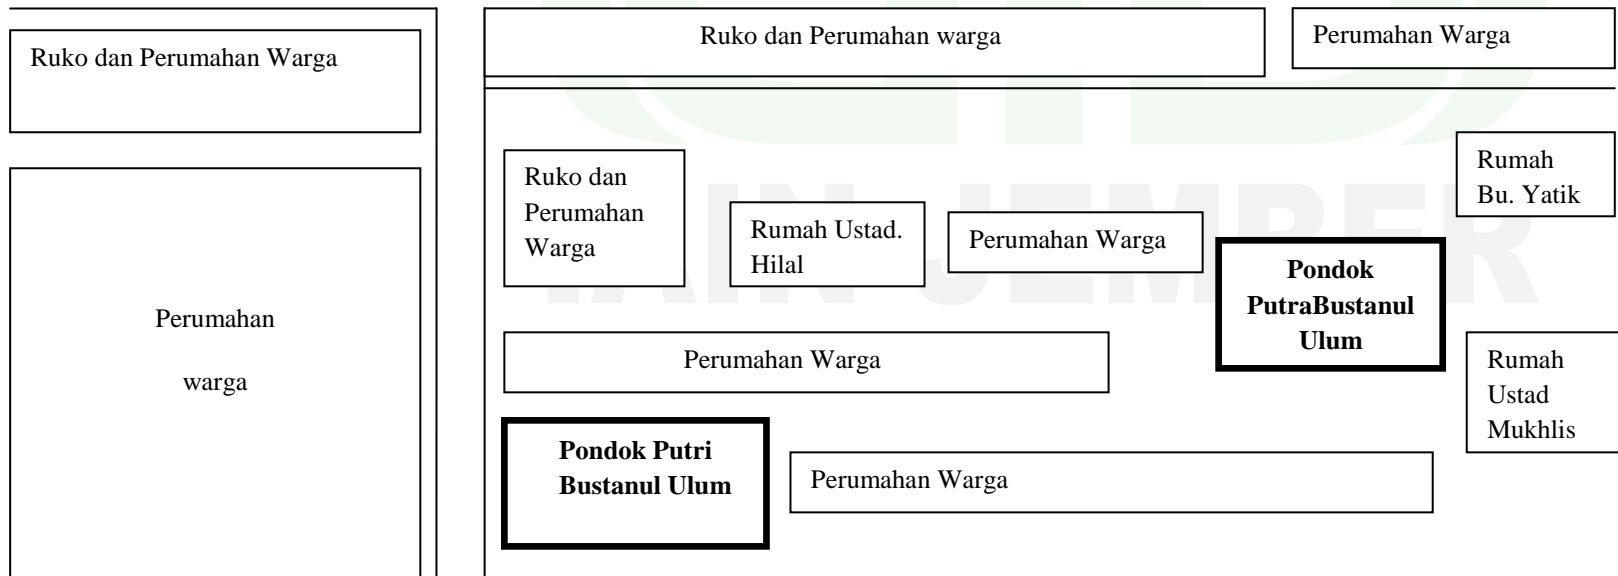 Ruko dan Perumahan Warga
Ruko dan Perumahan warga
Perumahan Warga
Ruko dan
Perumahan
Warga
Rumah Ustad.
Hilal
Perumahan Warga
Rumah
Bu. Yatik
Pondok
PutraBustanul
Ulum
Perumahan
warga
Perumahan Warga
Rumah
Ustad
Mukhlis
Pondok Putri
Bustanul Ulum
Perumahan Warga
IAIN JEMBER